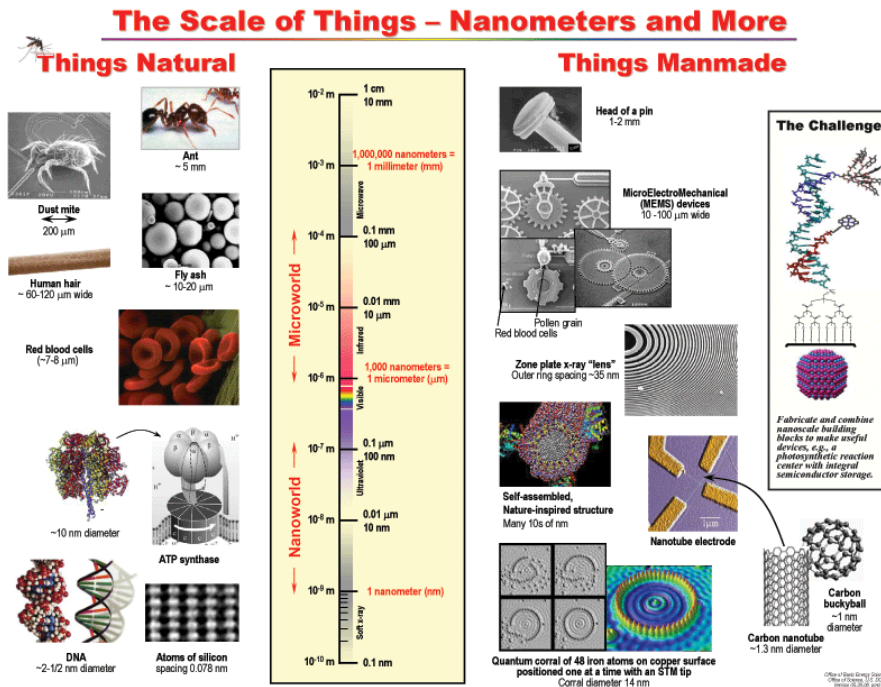 The Scale of Things – Nanometers and More
Things Natural
Things Manmade
Ant
~ 5 mm
Dust mite
200 µm
Human hair
~ 60-120 µm wide
Fly ash
~ 10-20 µm
Red blood cells
(~7-8 µm)
~10 nm diameter
ATP synthase
DNA
~2-1/2 nm diameter
Atoms of silicon
spacing 0.078 nm
Microworld
Nanoworld
10⁻² m
1 cm
10 mm
10⁻³ m
1,000,000 nanometers =
1 millimeter (mm)
Microwave
10⁻⁴ m
0.1 mm
100 µm
10⁻⁵ m
0.01 mm
10 µm
Infrared
10⁻⁶ m
1,000 nanometers =
1 micrometer (µm)
Visible
10⁻⁷ m
0.1 µm
100 nm
Ultraviolet
10⁻⁸ m
0.01 µm
10 nm
10⁻⁹ m
1 nanometer (nm)
Soft x-ray
10⁻¹⁰ m
0.1 nm
Head of a pin
1-2 mm
MicroElectroMechanical
(MEMS) devices
10 -100 µm wide
Pollen grain
Red blood cells
Zone plate x-ray “lens”
Outer ring spacing ~35 nm
Self-assembled,
Nature-inspired structure
Many 10s of nm
1µm
Nanotube electrode
Quantum corral of 48 iron atoms on copper surface
positioned one at a time with an STM tip
Corral diameter 14 nm
Carbon nanotube
~1.3 nm diameter
Carbon
buckyball
~1 nm
diameter
The Challenge
Fabricate and combine
nanoscale building
blocks to make useful
devices, e.g., a
photosynthetic reaction
center with integral
semiconductor storage.